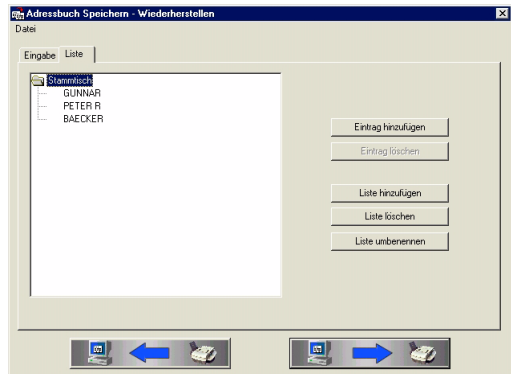 Adressbuch Speichern - Wiederherstellen
Datei
Eingabe Liste
Stammtisch
GUNNAR
PETER R
BAECKER
Eintrag hinzufügen
Eintrag löschen
Liste hinzufügen
Liste löschen
Liste umbenennen